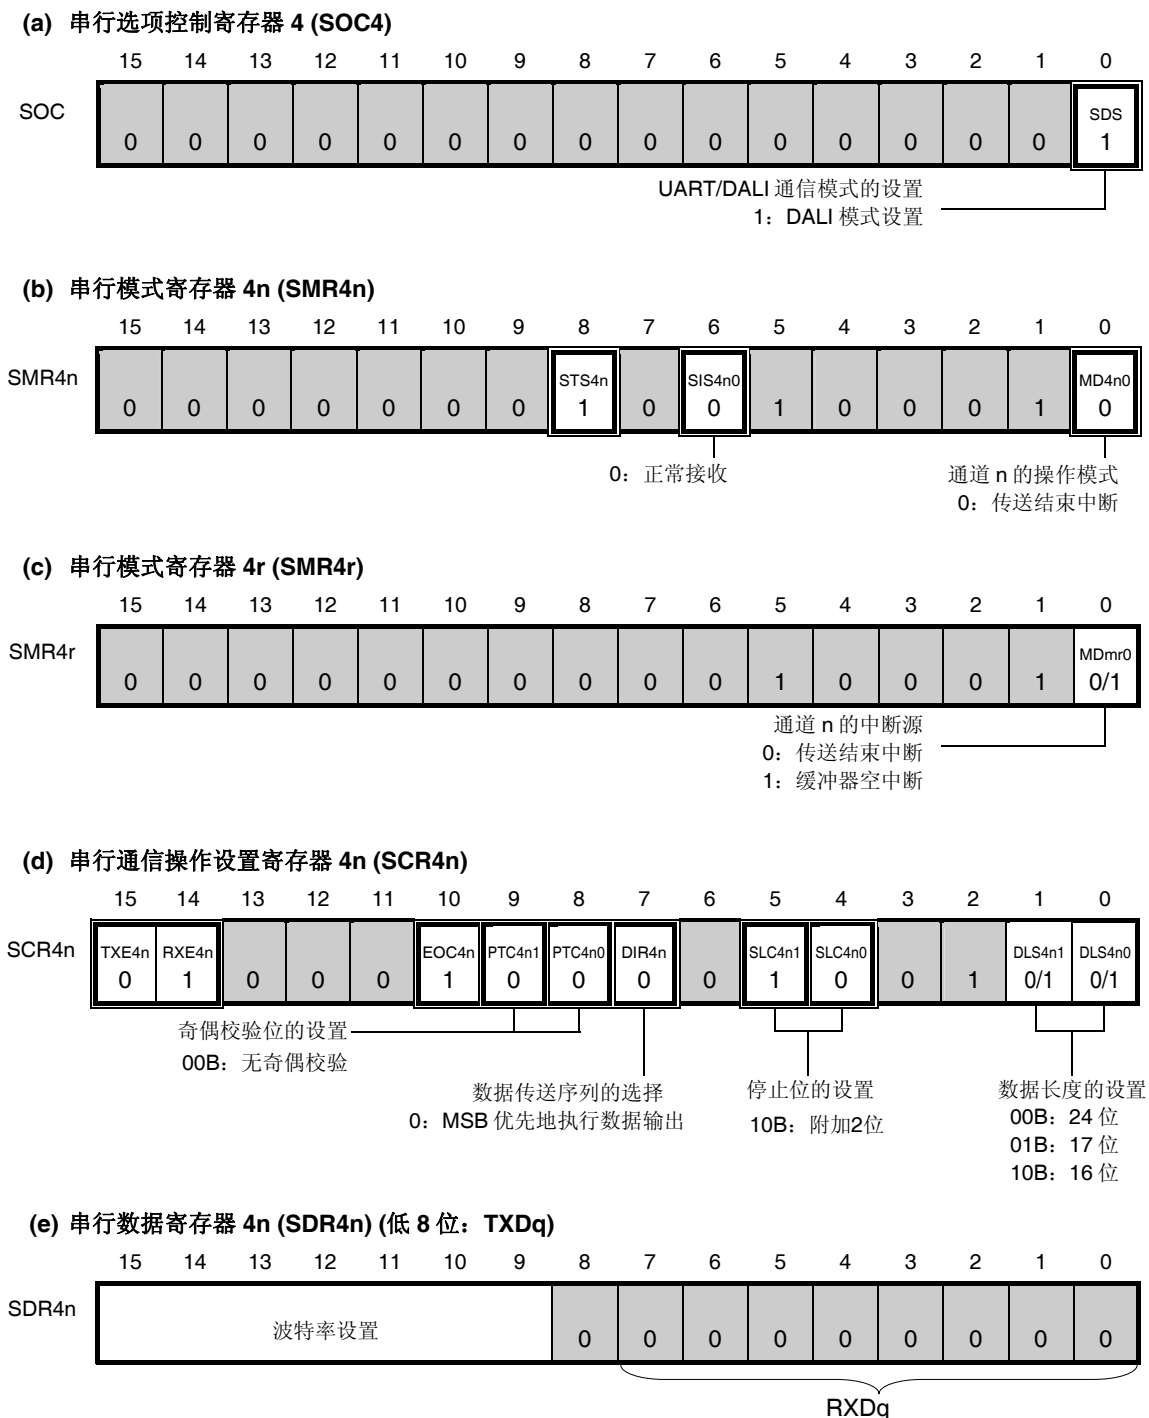 (a) 串行选项控制寄存器 4 (SOC4)
15 14 13 12 11 10 9 8 7 6 5 4 3 2 1 0
SOC
SDS
0 0 0 0 0 0 0 0 0 0 0 0 0 0 0 1
UART/DALI 通信模式的设置
1：DALI 模式设置
(b) 串行模式寄存器 4n (SMR4n)
15 14 13 12 11 10 9 8 7 6 5 4 3 2 1 0
SMR4n
STS4n SIS4n0 MD4n0
0 0 0 0 0 0 0 1 0 0 1 0 0 0 1 0
0：正常接收
通道 n 的操作模式
0：传送结束中断
(c) 串行模式寄存器 4r (SMR4r)
15 14 13 12 11 10 9 8 7 6 5 4 3 2 1 0
SMR4r
MDmr0
0 0 0 0 0 0 0 0 0 0 1 0 0 0 1 0/1
通道 n 的中断源
0：传送结束中断
1：缓冲器空中断
(d) 串行通信操作设置寄存器 4n (SCR4n)
15 14 13 12 11 10 9 8 7 6 5 4 3 2 1 0
SCR4n
TXE4n RXE4n EOC4n PTC4n1 PTC4n0 DIR4n SLC4n1 SLC4n0 DLS4n1 DLS4n0
0 1 0 0 0 1 0 0 0 0 1 0 0 1 0/1 0/1
奇偶校验位的设置
00B：无奇偶校验
数据传送序列的选择
0：MSB 优先地执行数据输出
停止位的设置
10B：附加2位
数据长度的设置
00B：24 位
01B：17 位
10B：16 位
(e) 串行数据寄存器 4n (SDR4n) (低 8 位：TXDq)
15 14 13 12 11 10 9 8 7 6 5 4 3 2 1 0
SDR4n
波特率设置
0 0 0 0 0 0 0 0 0
RXDq